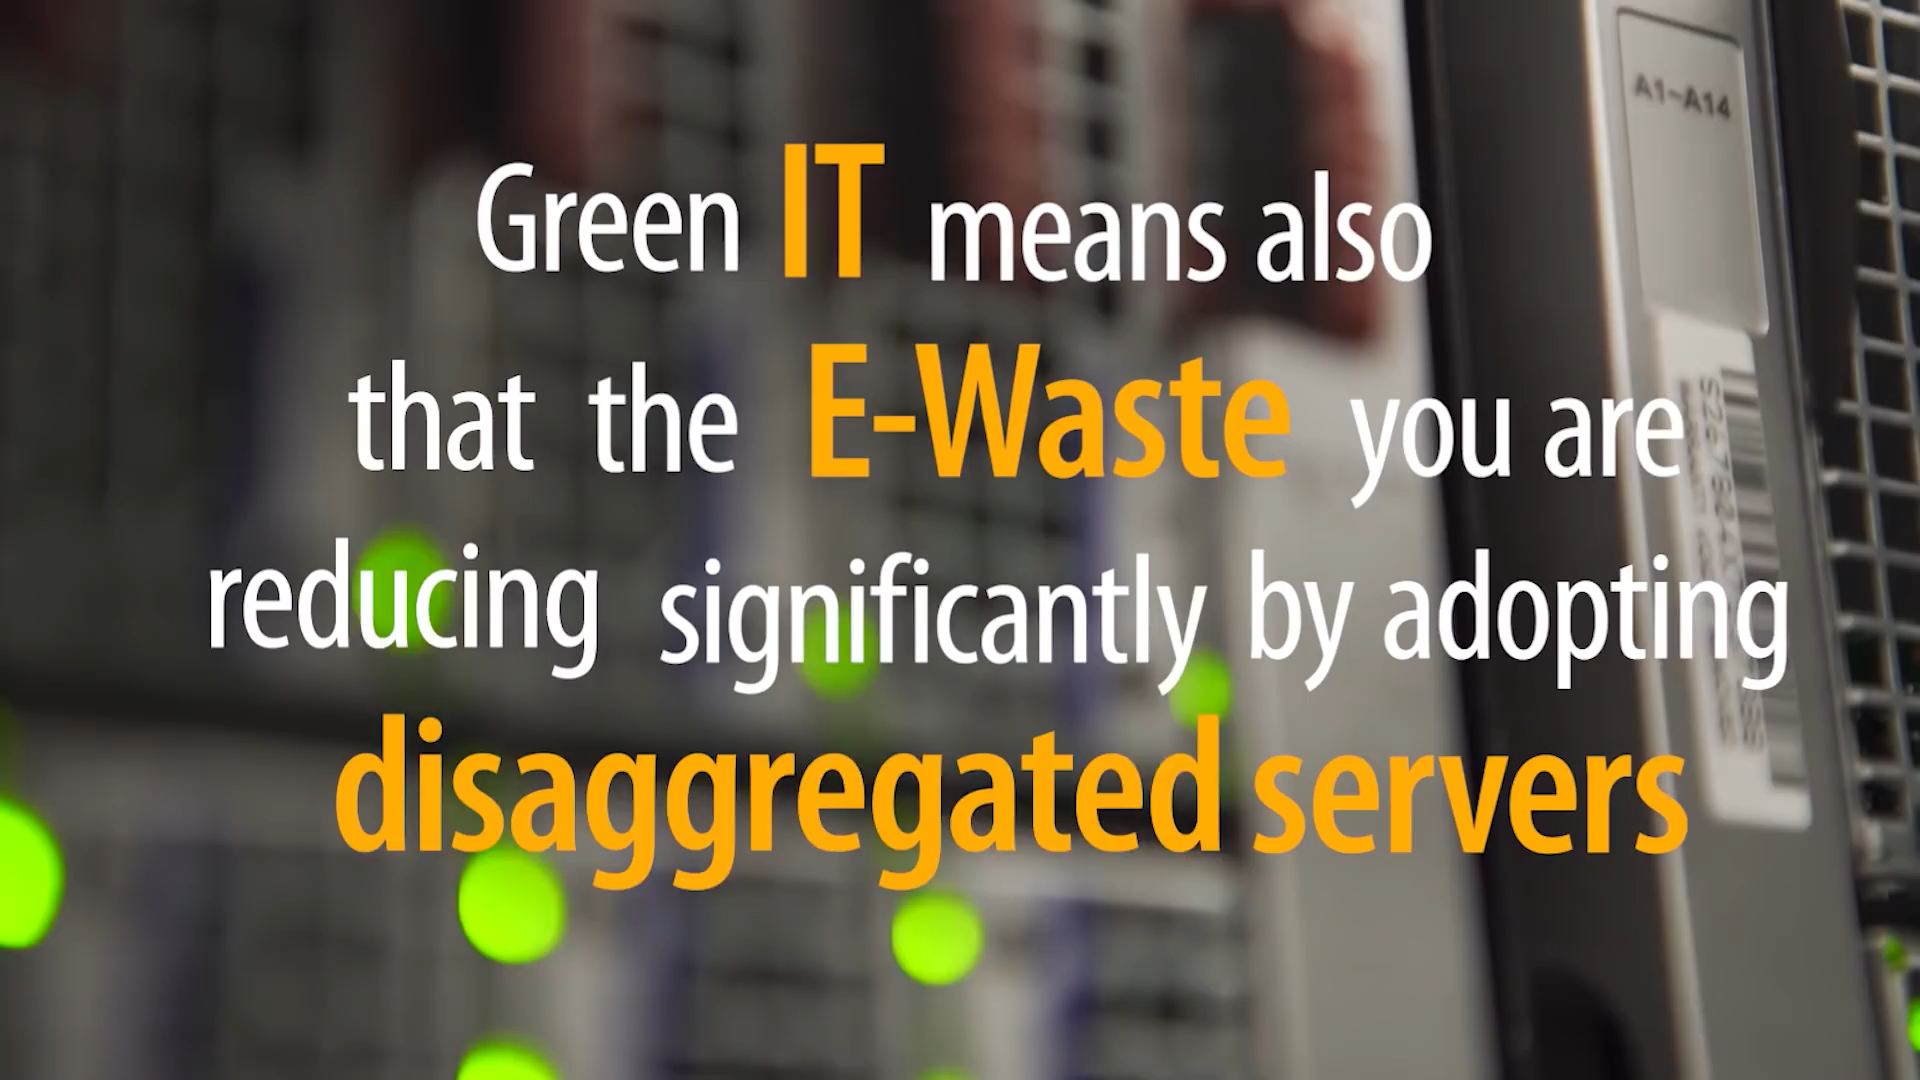 Green IT means also
that the E-Waste you are
reducing significantly by adopting
disaggregated servers
A1-A14